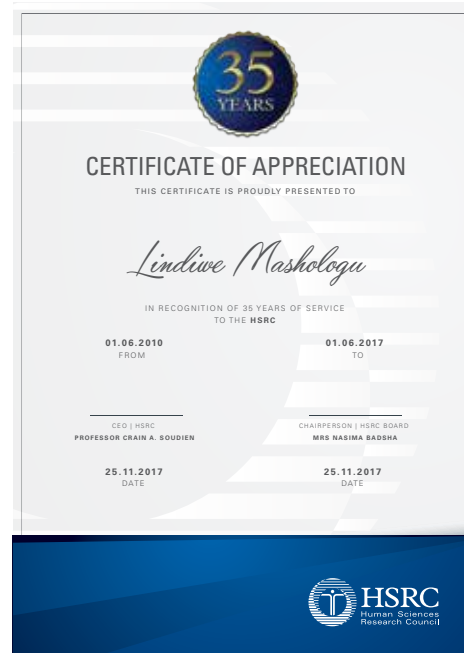 35
YEARS
CERTIFICATE OF APPRECIATION
THIS CERTIFICATE IS PROUDLY PRESENTED TO
Lindiwe Mashologu
IN RECOGNITION OF 35 YEARS OF SERVICE
TO THE HSRC
01.06.2010
FROM
01.06.2017
TO
CEO | HSRC
PROFESSOR CRAIN A. SOUDIEN
CHAIRPERSON | HSRC BOARD
MRS NASIMA BADSHA
25.11.2017
DATE
25.11.2017
DATE
HSRC
Human Sciences
Research Council